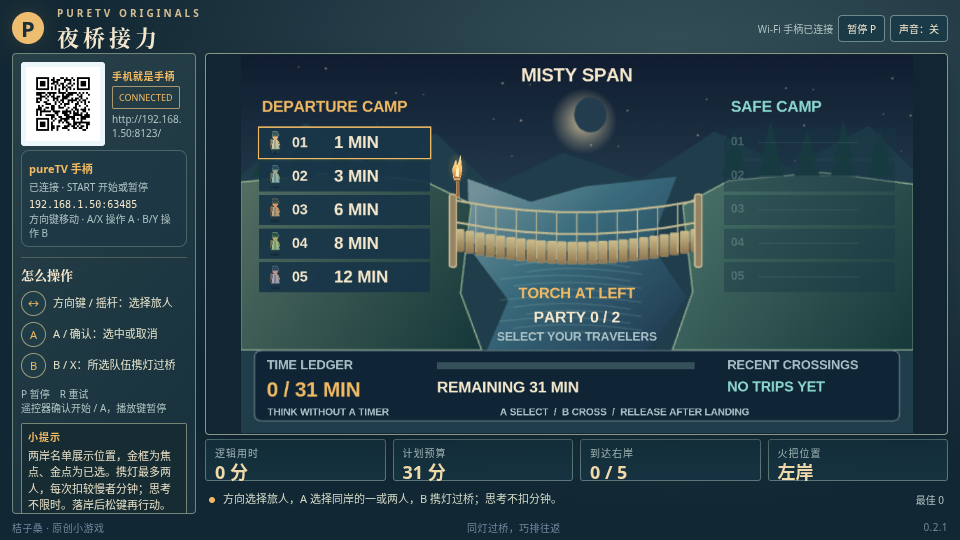 P
PURETV ORIGINALS
夜桥接力
Wi-Fi 手柄已连接
暂停 P
声音: 关
手机就是手柄
CONNECTED
http://192.168.
1.50:8123/
pureTV 手柄
已连接 · START 开始或暂停
192.168.1.50:63485
方向键移动 · A/X 操作 A · B/Y 操
作 B
怎么操作
↔ 方向键 / 摇杆：选择旅人
A A / 确认：选中或取消
B B / X：所选队伍携灯过桥
P 暂停 R 重试
遥控器确认开始 / A，播放键暂停
小提示
两岸名单展示位置，金框为焦
点、金点为已选。携灯最多两
人，每次扣较慢者分钟；思考
不限时。落岸后松键再行动。
MISTY SPAN
DEPARTURE CAMP
01 1 MIN
02 3 MIN
03 6 MIN
04 8 MIN
05 12 MIN
SAFE CAMP
01
02
03
04
05
TORCH AT LEFT
PARTY 0 / 2
SELECT YOUR TRAVELERS
TIME LEDGER
0 / 31 MIN
THINK WITHOUT A TIMER
REMAINING 31 MIN
A SELECT / B CROSS / RELEASE AFTER LANDING
RECENT CROSSINGS
NO TRIPS YET
逻辑用时
0 分
计划预算
31 分
到达右岸
0 / 5
火把位置
左岸
方向选择旅人，A 选择同岸的一或两人，B 携灯过桥；思考不扣分钟。
最佳 0
桔子桑 · 原创小游戏
同灯过桥，巧排往返
0.2.1